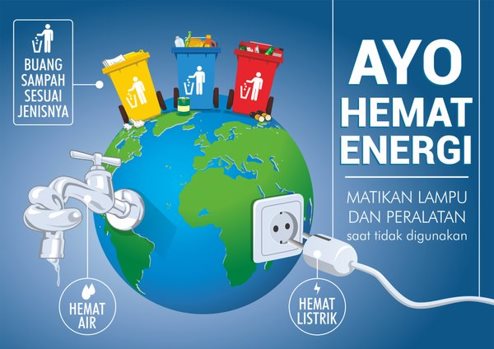 BUANG
SAMPAH
SESUAI
JENISNYA
AYO
HEMAT
ENERGI
MATIKAN LAMPU
DAN PERALATAN
saat tidak digunakan
HEMAT
AIR
HEMAT
LISTRIK